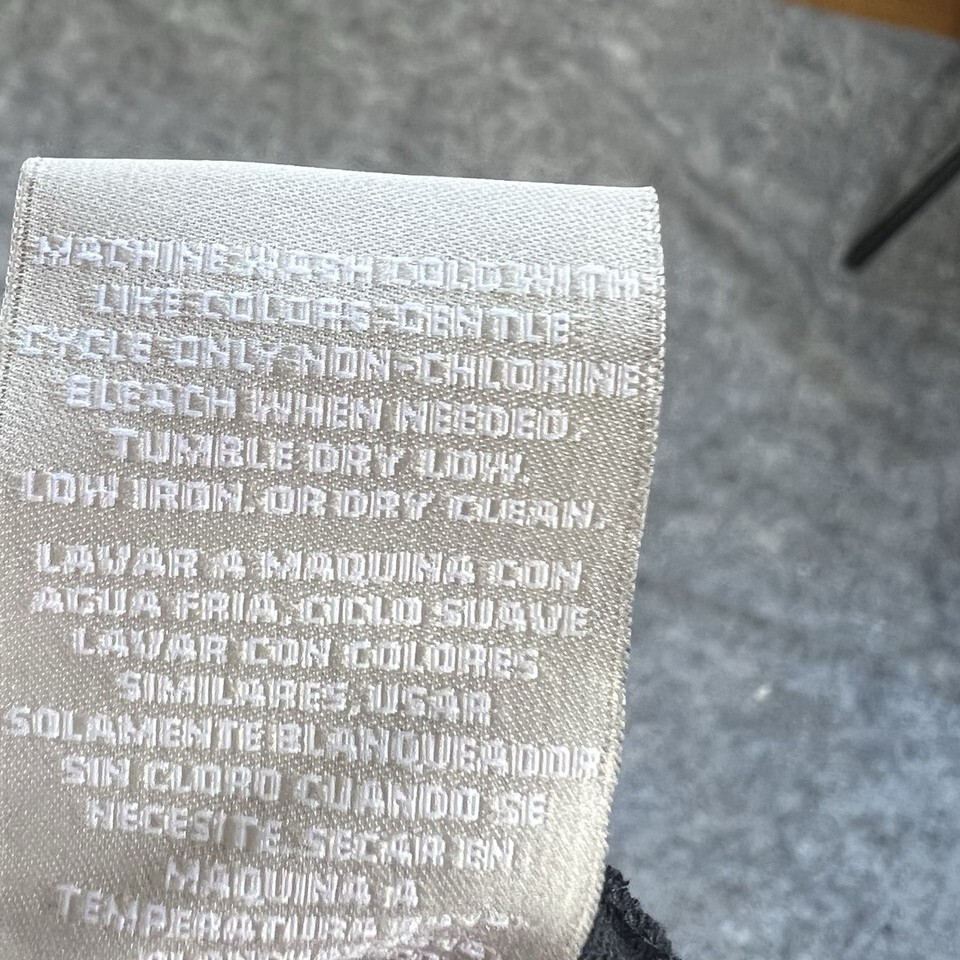 MACHINE WASH COLD WITH
LIKE COLORS-GENTLE
CYCLE ONLY-NON-CHLORINE
BLEACH WHEN NEEDED.
TUMBLE DRY LOW.
LOW IRON.OR DRY CLEAN.
LAVAR A MAQUINA CON
AGUA FRIA. CICLO SUAVE
LAVAR CON COLORES
SIMILARES.USAR
SOLAMENTE BLANQUEADOR
SIN CLORO CUANDO SE
NECESITE. SECAR EN
MAQUINA A
TEMPERATURA